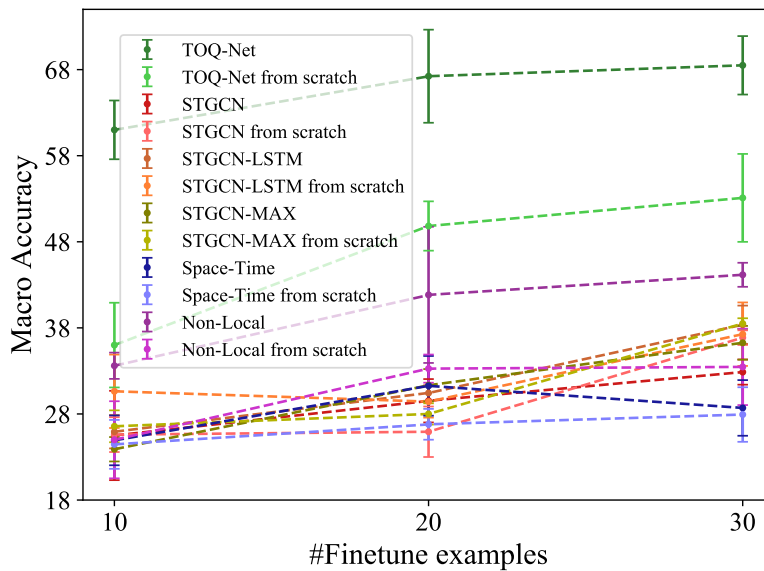 Macro Accuracy
68
58
48
38
28
18
TOQ-Net
TOQ-Net from scratch
STGCN
STGCN from scratch
STGCN-LSTM
STGCN-LSTM from scratch
STGCN-MAX
STGCN-MAX from scratch
Space-Time
Space-Time from scratch
Non-Local
Non-Local from scratch
10 20 30
#Finetune examples